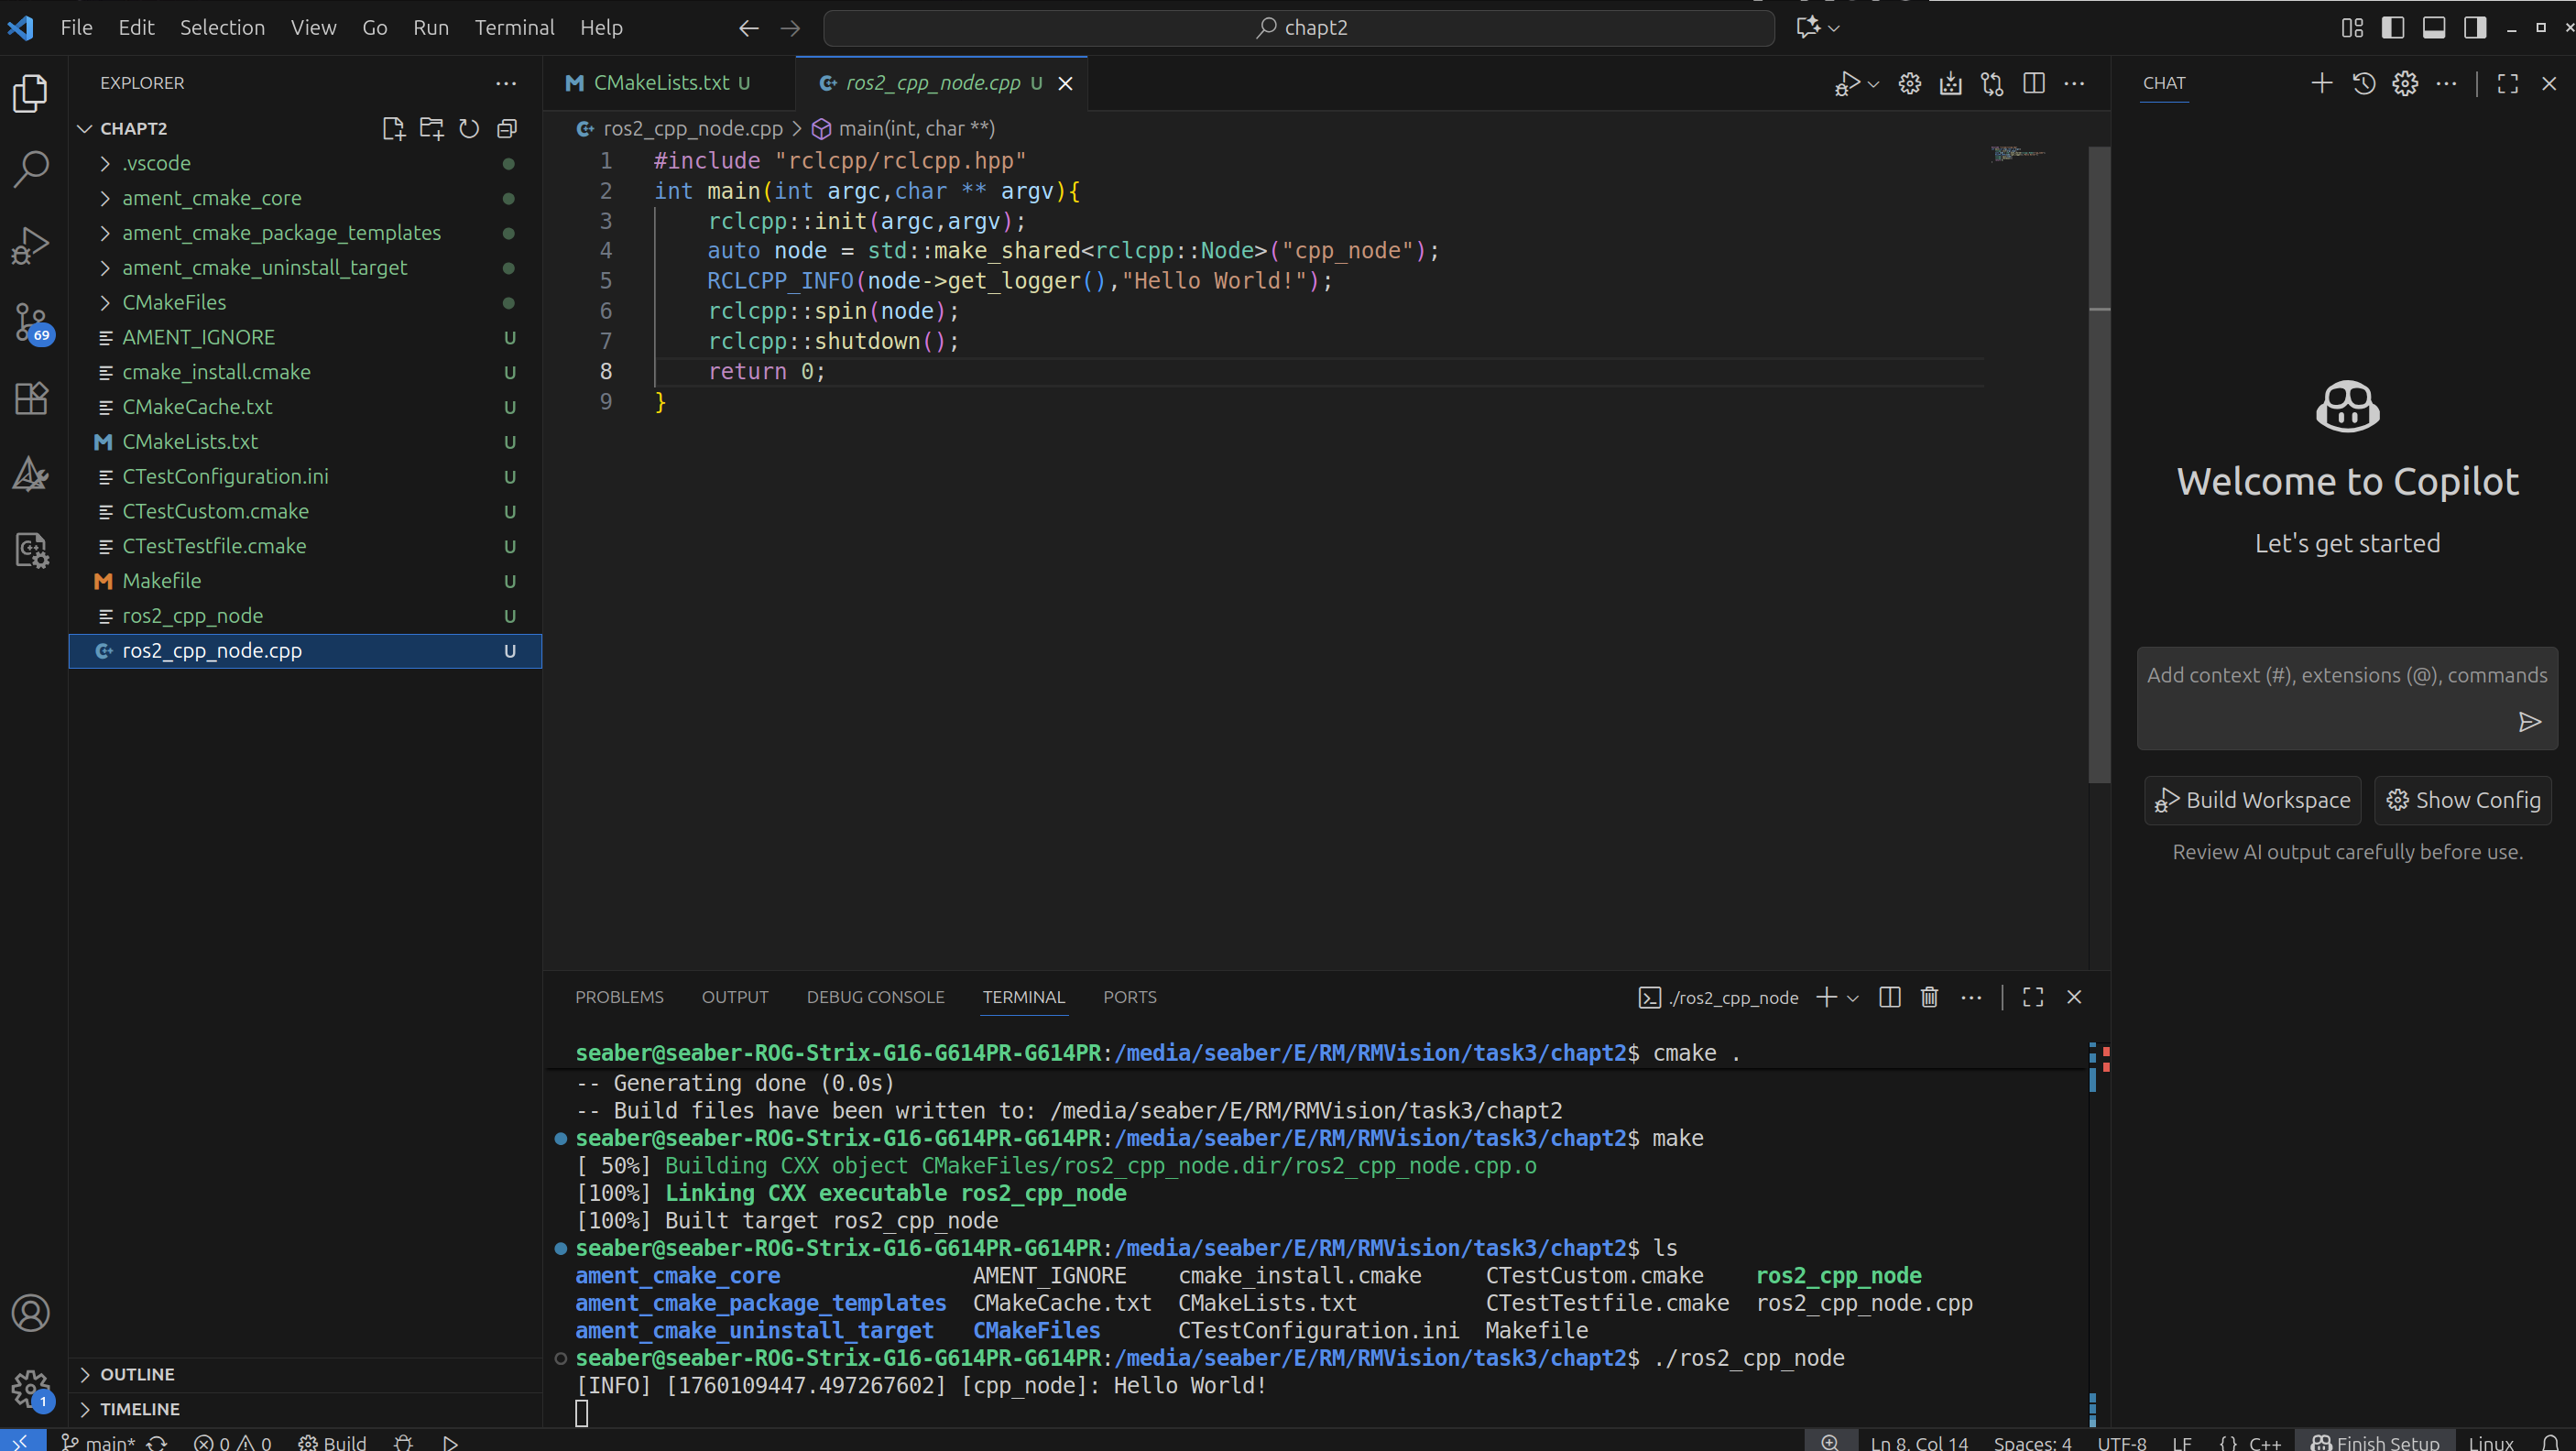 File Edit Selection View Go Run Terminal Help
chapt2
EXPLORER
CHAPT2
.vscode
ament_cmake_core
ament_cmake_package_templates
ament_cmake_uninstall_target
CMakeFiles
AMENT_IGNORE U
cmake_install.cmake U
CMakeCache.txt U
CMakeLists.txt U
CTestConfiguration.ini U
CTestCustom.cmake U
CTestTestfile.cmake U
Makefile U
ros2_cpp_node U
ros2_cpp_node.cpp U
OUTLINE
TIMELINE
69
1
CMakeLists.txt U
ros2_cpp_node.cpp U
ros2_cpp_node.cpp > main(int, char **)
1 #include "rclcpp/rclcpp.hpp"
2 int main(int argc,char ** argv){
3 rclcpp::init(argc,argv);
4 auto node = std::make_shared<rclcpp::Node>("cpp_node");
5 RCLCPP_INFO(node->get_logger(),"Hello World!");
6 rclcpp::spin(node);
7 rclcpp::shutdown();
8 return 0;
9 }
PROBLEMS OUTPUT DEBUG CONSOLE TERMINAL PORTS
./ros2_cpp_node
seaber@seaber-ROG-Strix-G16-G614PR-G614PR:/media/seaber/E/RM/RMVision/task3/chapt2$ cmake .
-- Generating done (0.0s)
-- Build files have been written to: /media/seaber/E/RM/RMVision/task3/chapt2
seaber@seaber-ROG-Strix-G16-G614PR-G614PR:/media/seaber/E/RM/RMVision/task3/chapt2$ make
[ 50%] Building CXX object CMakeFiles/ros2_cpp_node.dir/ros2_cpp_node.cpp.o
[100%] Linking CXX executable ros2_cpp_node
[100%] Built target ros2_cpp_node
seaber@seaber-ROG-Strix-G16-G614PR-G614PR:/media/seaber/E/RM/RMVision/task3/chapt2$ ls
ament_cmake_core AMENT_IGNORE cmake_install.cmake CTestCustom.cmake ros2_cpp_node
ament_cmake_package_templates CMakeCache.txt CMakeLists.txt CTestTestfile.cmake ros2_cpp_node.cpp
ament_cmake_uninstall_target CMakeFiles CTestConfiguration.ini Makefile
seaber@seaber-ROG-Strix-G16-G614PR-G614PR:/media/seaber/E/RM/RMVision/task3/chapt2$ ./ros2_cpp_node
[INFO] [1760109447.497267602] [cpp_node]: Hello World!
CHAT
Welcome to Copilot
Let's get started
Add context (#), extensions (@), commands
Build Workspace
Show Config
Review AI output carefully before use.
main* 0 0 Build
Ln 8, Col 14 Spaces: 4 UTF-8 LF {} C++ Finish Setup Linux